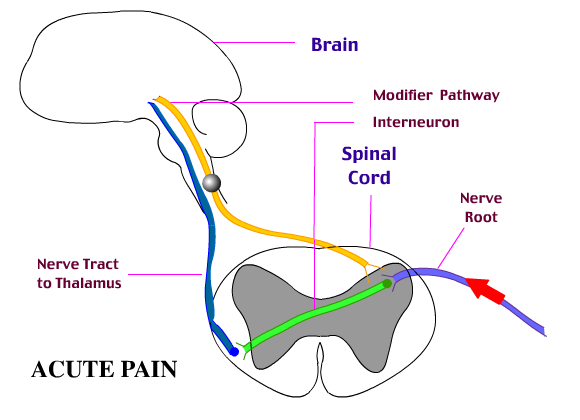 Brain
Modifier Pathway
Interneuron
Spinal
Cord
Nerve
Root
Nerve Tract
to Thalamus
ACUTE PAIN